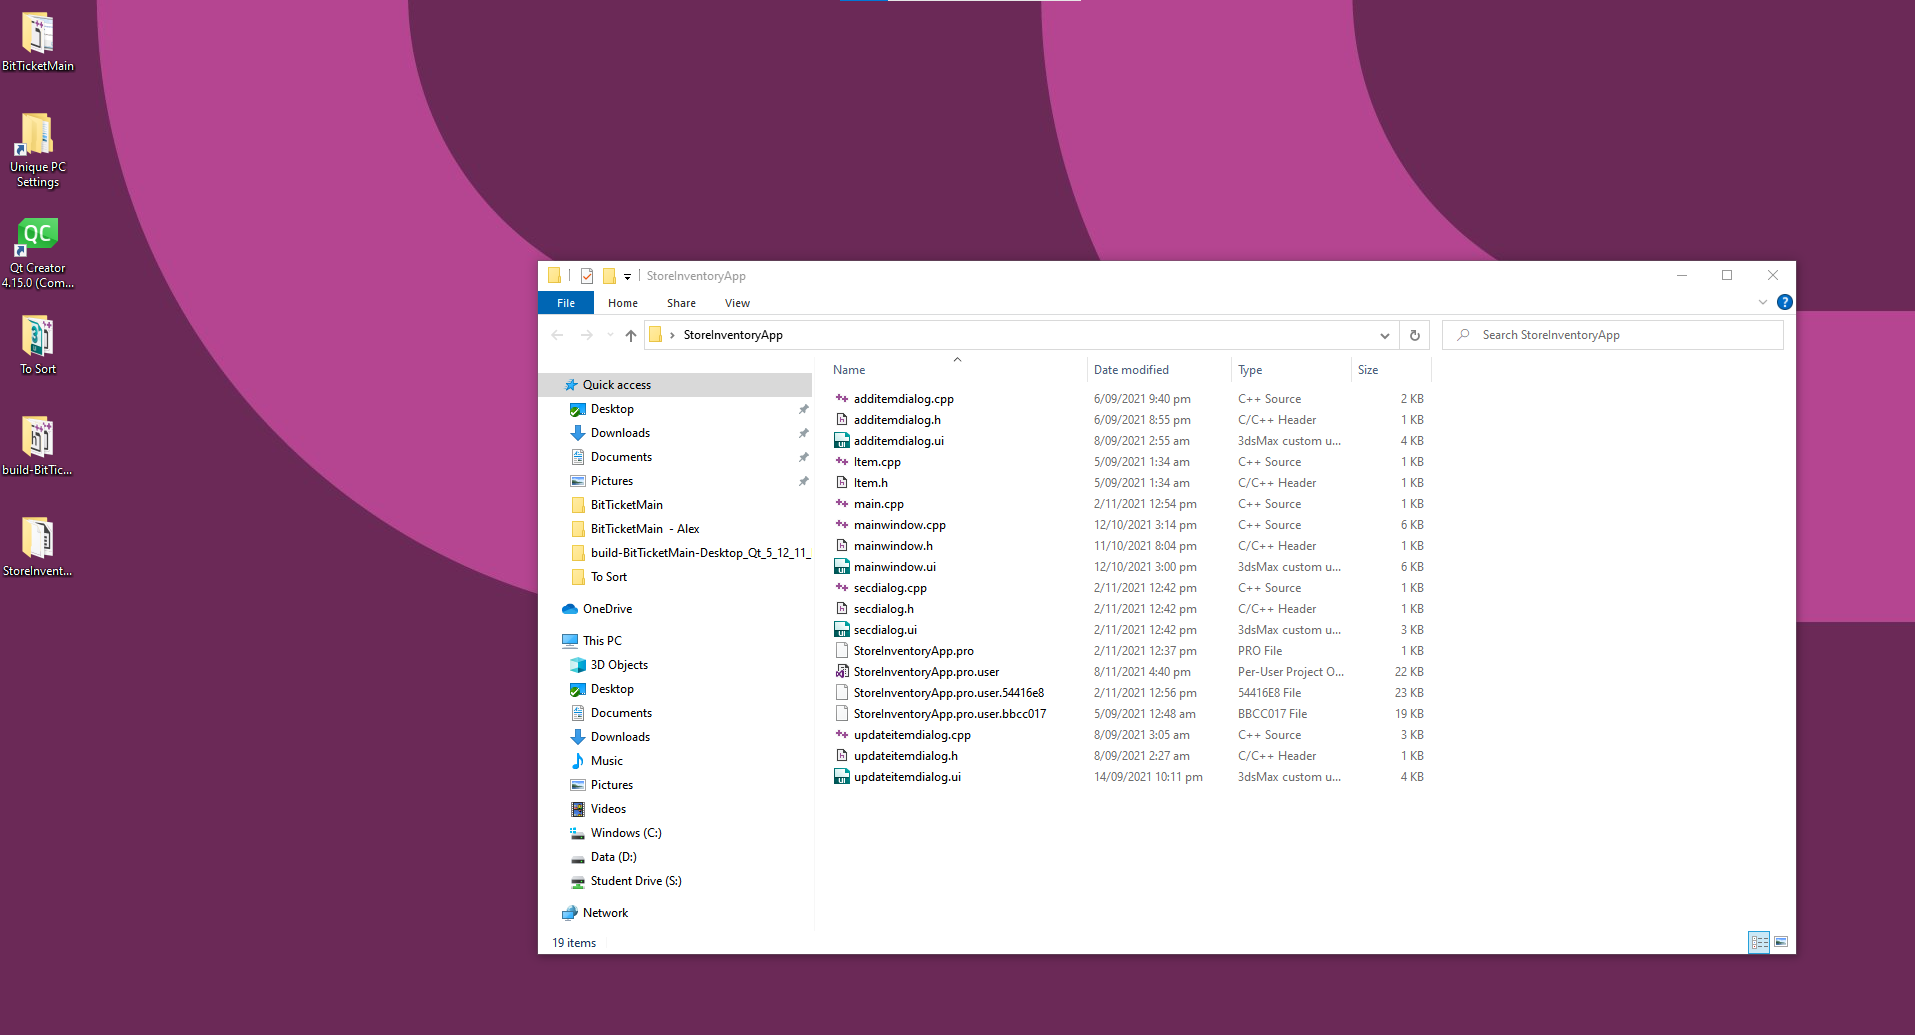 BitTicketMain
Unique PC
Settings
QC
Qt Creator
4.15.0 (Com...
To Sort
build-BitTic...
StoreInvent...
StoreInventoryApp
File Home Share View
StoreInventoryApp
Search StoreInventoryApp
Quick access
Desktop
Downloads
Documents
Pictures
BitTicketMain
BitTicketMain - Alex
build-BitTicketMain-Desktop_Qt_5_12_11_
To Sort
OneDrive
This PC
3D Objects
Desktop
Documents
Downloads
Music
Pictures
Videos
Windows (C:)
Data (D:)
Student Drive (S:)
Network
Name Date modified Type Size
additemdialog.cpp 6/09/2021 9:40 pm C++ Source 2 KB
additemdialog.h 6/09/2021 8:55 pm C/C++ Header 1 KB
additemdialog.ui 8/09/2021 2:55 am 3dsMax custom u... 4 KB
Item.cpp 5/09/2021 1:34 am C++ Source 1 KB
Item.h 5/09/2021 1:34 am C/C++ Header 1 KB
main.cpp 2/11/2021 12:54 pm C++ Source 1 KB
mainwindow.cpp 12/10/2021 3:14 pm C++ Source 6 KB
mainwindow.h 11/10/2021 8:04 pm C/C++ Header 1 KB
mainwindow.ui 12/10/2021 3:00 pm 3dsMax custom u... 6 KB
secdialog.cpp 2/11/2021 12:42 pm C++ Source 1 KB
secdialog.h 2/11/2021 12:42 pm C/C++ Header 1 KB
secdialog.ui 2/11/2021 12:42 pm 3dsMax custom u... 3 KB
StoreInventoryApp.pro 2/11/2021 12:37 pm PRO File 1 KB
StoreInventoryApp.pro.user 8/11/2021 4:40 pm Per-User Project O... 22 KB
StoreInventoryApp.pro.user.54416e8 2/11/2021 12:56 pm 54416E8 File 23 KB
StoreInventoryApp.pro.user.bbcc017 5/09/2021 12:48 am BBCC017 File 19 KB
updateitemdialog.cpp 8/09/2021 3:05 am C++ Source 3 KB
updateitemdialog.h 8/09/2021 2:27 am C/C++ Header 1 KB
updateitemdialog.ui 14/09/2021 10:11 pm 3dsMax custom u... 4 KB
19 items